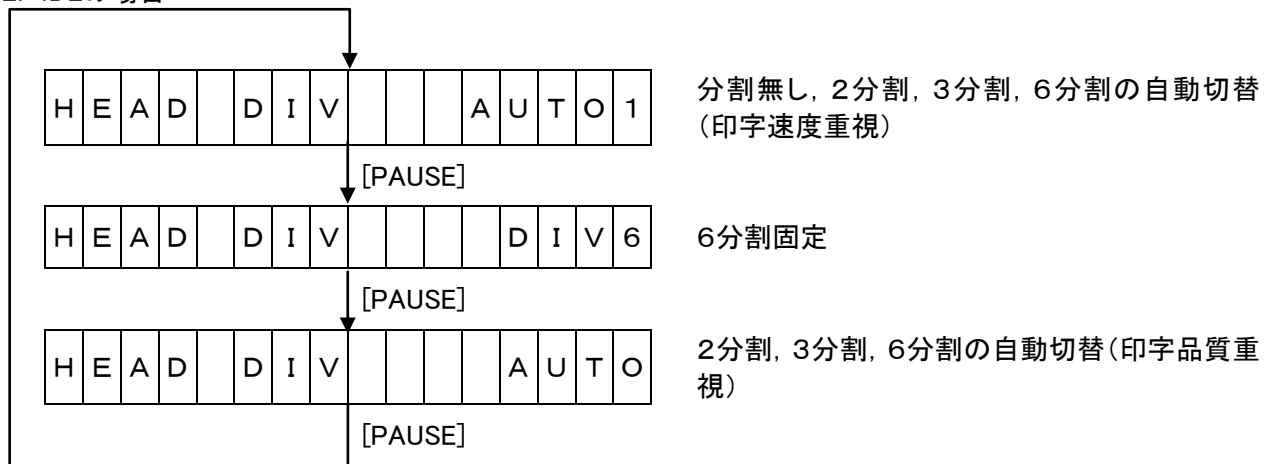 HEAD DIV   AUTO1
分割無し，2分割，3分割，6分割の自動切替
（印字速度重視）
[PAUSE]
HEAD DIV    DIV6
6分割固定
[PAUSE]
HEAD DIV    AUTO
2分割，3分割，6分割の自動切替（印字品質重
視）
[PAUSE]